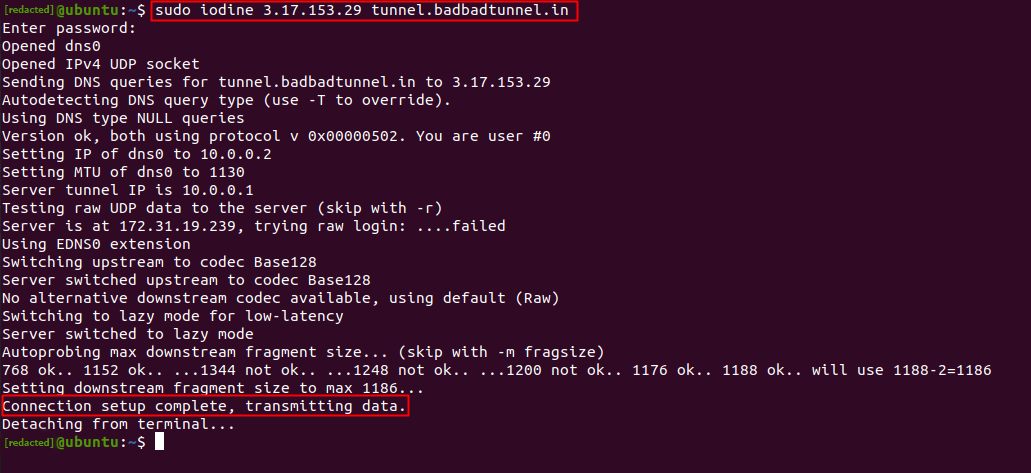 [redacted]@ubuntu:~$ sudo iodine 3.17.153.29 tunnel.badbadtunnel.in
Enter password:
Opened dns0
Opened IPv4 UDP socket
Sending DNS queries for tunnel.badbadtunnel.in to 3.17.153.29
Autodetecting DNS query type (use -T to override).
Using DNS type NULL queries
Version ok, both using protocol v 0x00000502. You are user #0
Setting IP of dns0 to 10.0.0.2
Setting MTU of dns0 to 1130
Server tunnel IP is 10.0.0.1
Testing raw UDP data to the server (skip with -r)
Server is at 172.31.19.239, trying raw login: ....failed
Using EDNS0 extension
Switching upstream to codec Base128
Server switched upstream to codec Base128
No alternative downstream codec available, using default (Raw)
Switching to lazy mode for low-latency
Server switched to lazy mode
Autoprobing max downstream fragment size... (skip with -m fragsize)
768 ok.. 1152 ok.. ...1344 not ok.. ...1248 not ok.. ...1200 not ok.. 1176 ok.. 1188 ok.. will use 1188-2=1186
Setting downstream fragment size to max 1186...
Connection setup complete, transmitting data.
Detaching from terminal...
[redacted]@ubuntu:~$